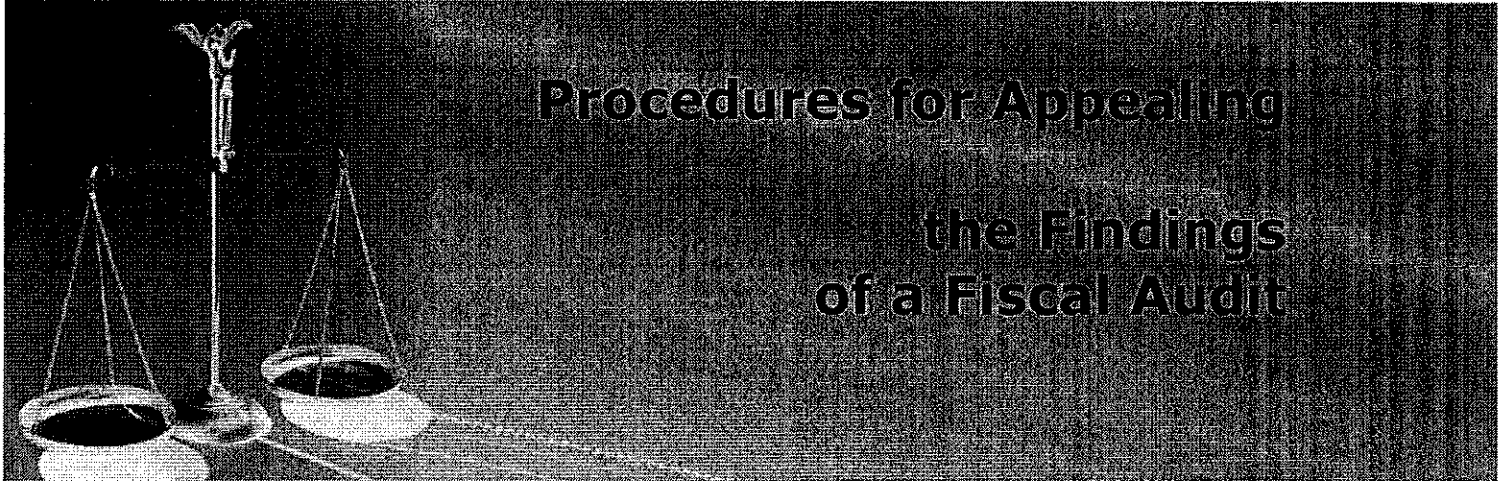 Procedures for Appealing
the Findings
of a Fiscal Audit